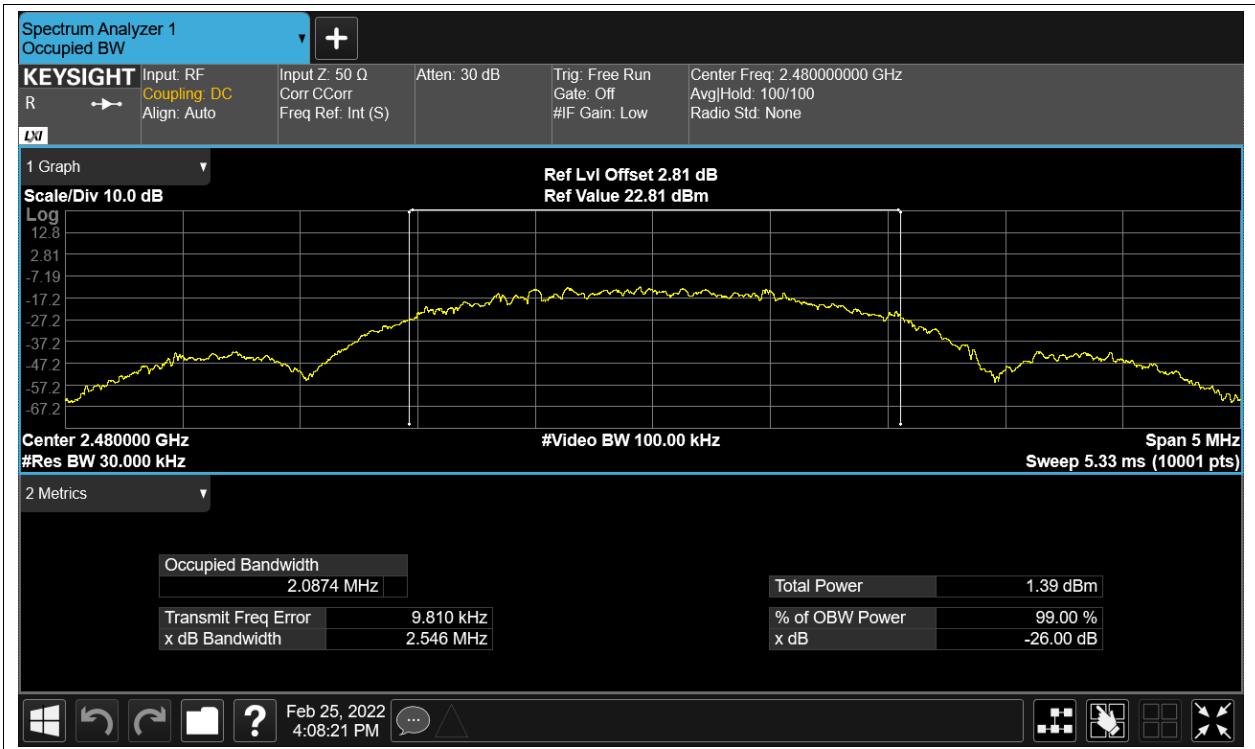 Spectrum Analyzer 1
Occupied BW
KEYSIGHT
R
LXI
Input: RF
Coupling: DC
Align: Auto
Input Z: 50 Ω
Corr CCorr
Freq Ref: Int (S)
Atten: 30 dB
Trig: Free Run
Gate: Off
#IF Gain: Low
Center Freq: 2.480000000 GHz
Avg|Hold: 100/100
Radio Std: None
1 Graph
Ref Lvl Offset 2.81 dB
Scale/Div 10.0 dB
Ref Value 22.81 dBm
Log
12.8
2.81
-7.19
-17.2
-27.2
-37.2
-47.2
-57.2
-67.2
Center 2.480000 GHz
#Video BW 100.00 kHz
Span 5 MHz
#Res BW 30.000 kHz
Sweep 5.33 ms (10001 pts)
2 Metrics
Occupied Bandwidth
2.0874 MHz
Total Power 1.39 dBm
Transmit Freq Error 9.810 kHz
% of OBW Power 99.00 %
x dB Bandwidth 2.546 MHz
x dB -26.00 dB
?
Feb 25, 2022
4:08:21 PM